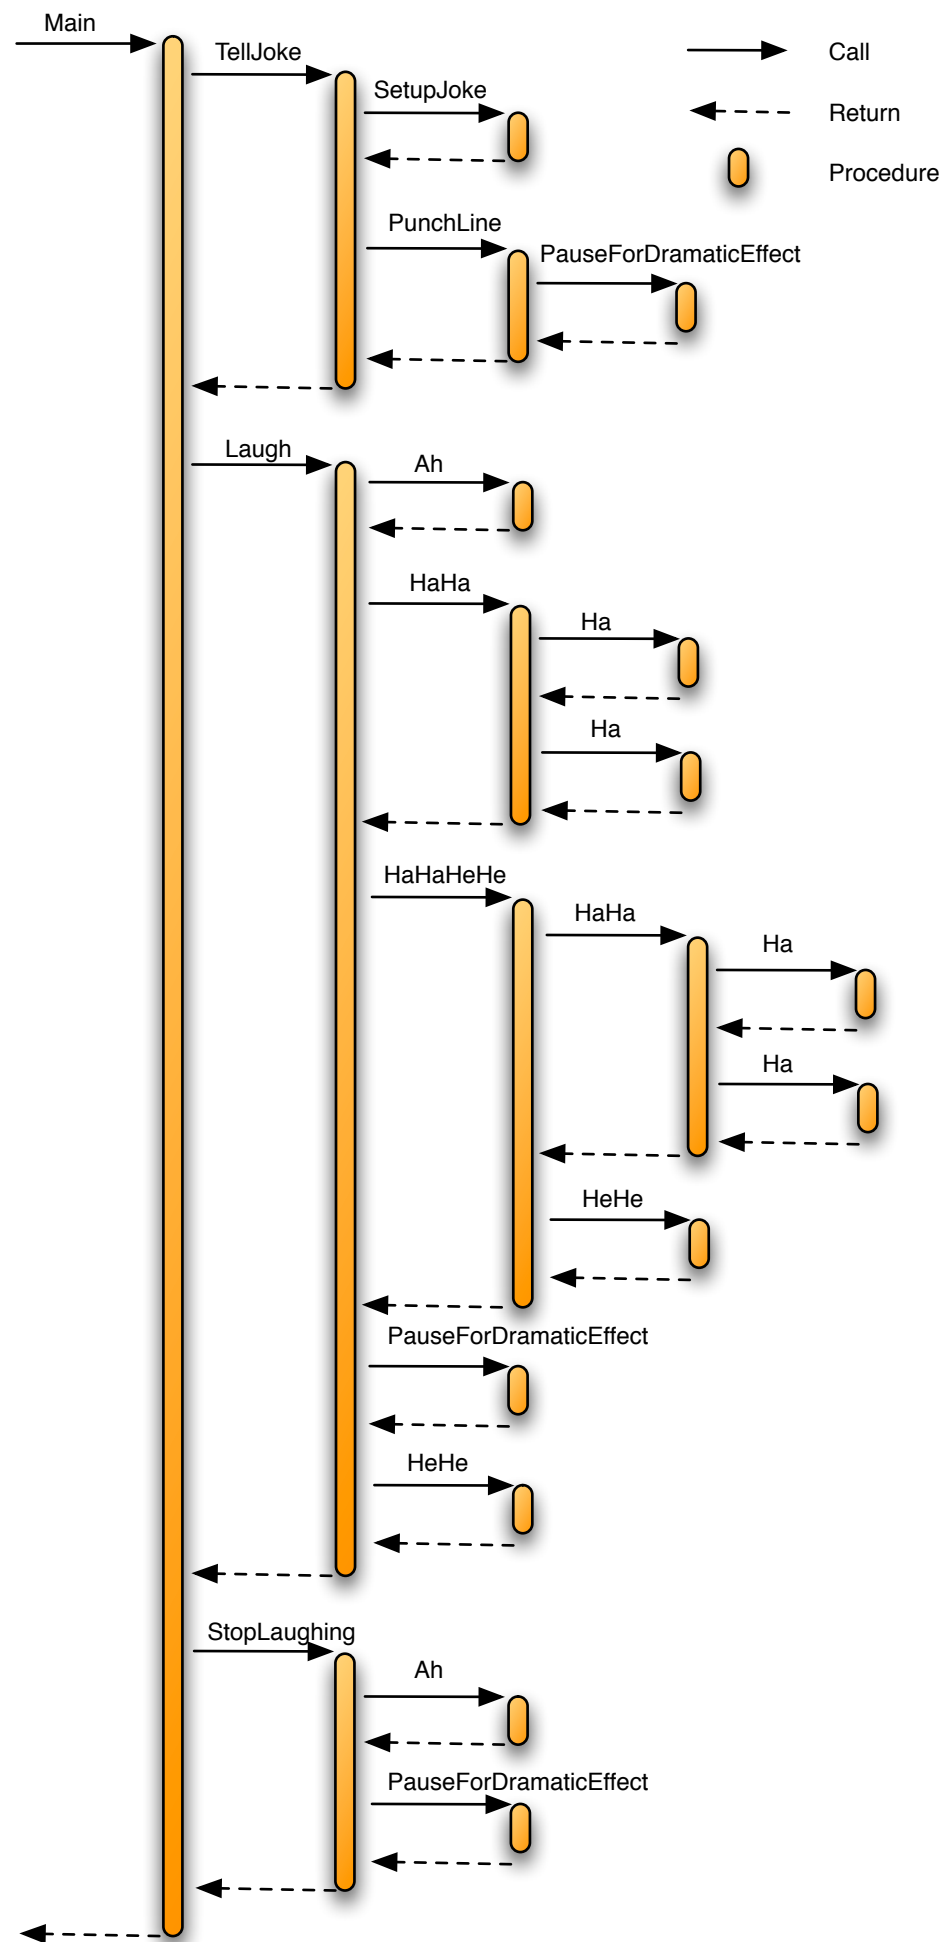 Main
TellJoke
Call
SetupJoke
Return
Procedure
PunchLine
PauseForDramaticEffect
Laugh
Ah
HaHa
Ha
Ha
HaHaHeHe
HaHa
Ha
Ha
HeHe
PauseForDramaticEffect
HeHe
StopLaughing
Ah
PauseForDramaticEffect